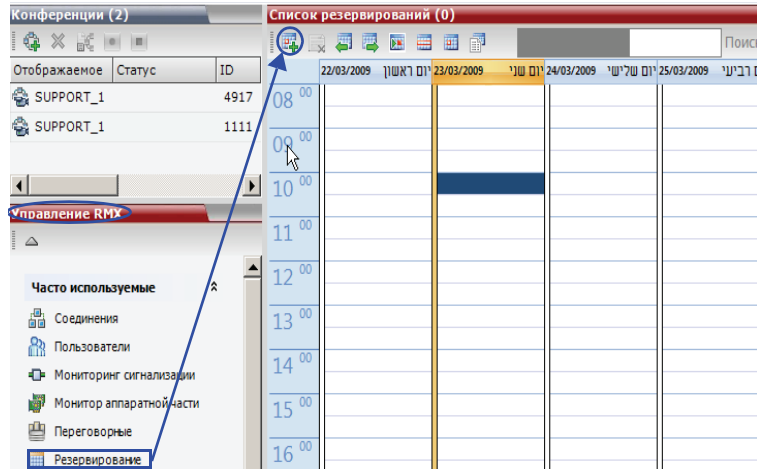 Конференции (2)
Отображаемое Статус ID
SUPPORT_1 4917
SUPPORT_1 1111
Управление RMX
Часто используемые
Соединения
Пользователи
Мониторинг сигнализации
Монитор аппаратной части
Переговорные
Резервирование
Список резервирований (0)
Поис
22/03/2009 יום ראשון 23/03/2009 יום שני 24/03/2009 יום שלישי 25/03/2009 ם רביעי
08 00
09 00
10 00
11 00
12 00
13 00
14 00
15 00
16 00